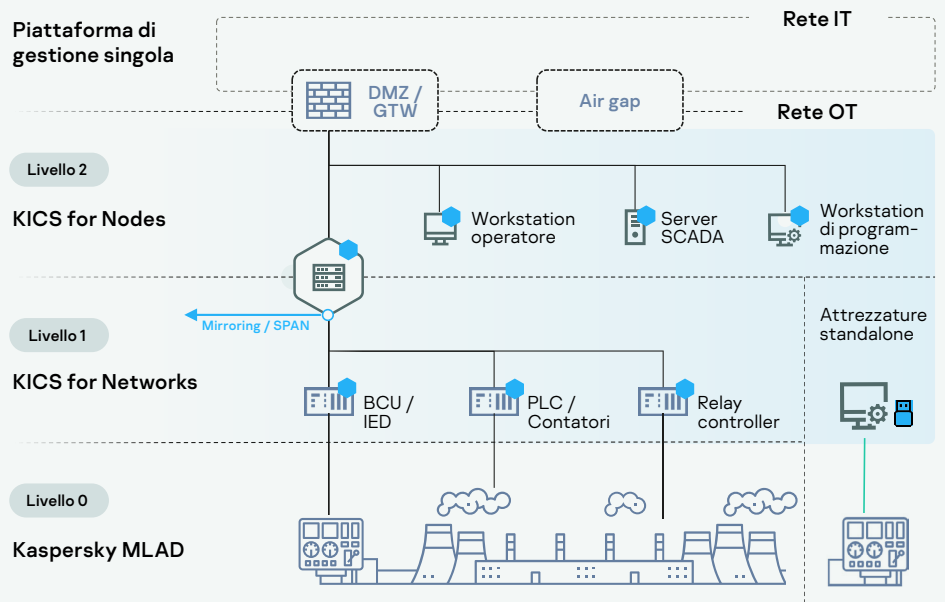 Piattaforma di
gestione singola
Rete IT
DMZ /
GTW
Air gap
Rete OT
Livello 2
KICS for Nodes
Workstation
operatore
Server
SCADA
Workstation
di program-
mazione
Mirroring / SPAN
Livello 1
KICS for Networks
BCU /
IED
PLC /
Contatori
Relay
controller
Attrezzature
standalone
Livello 0
Kaspersky MLAD